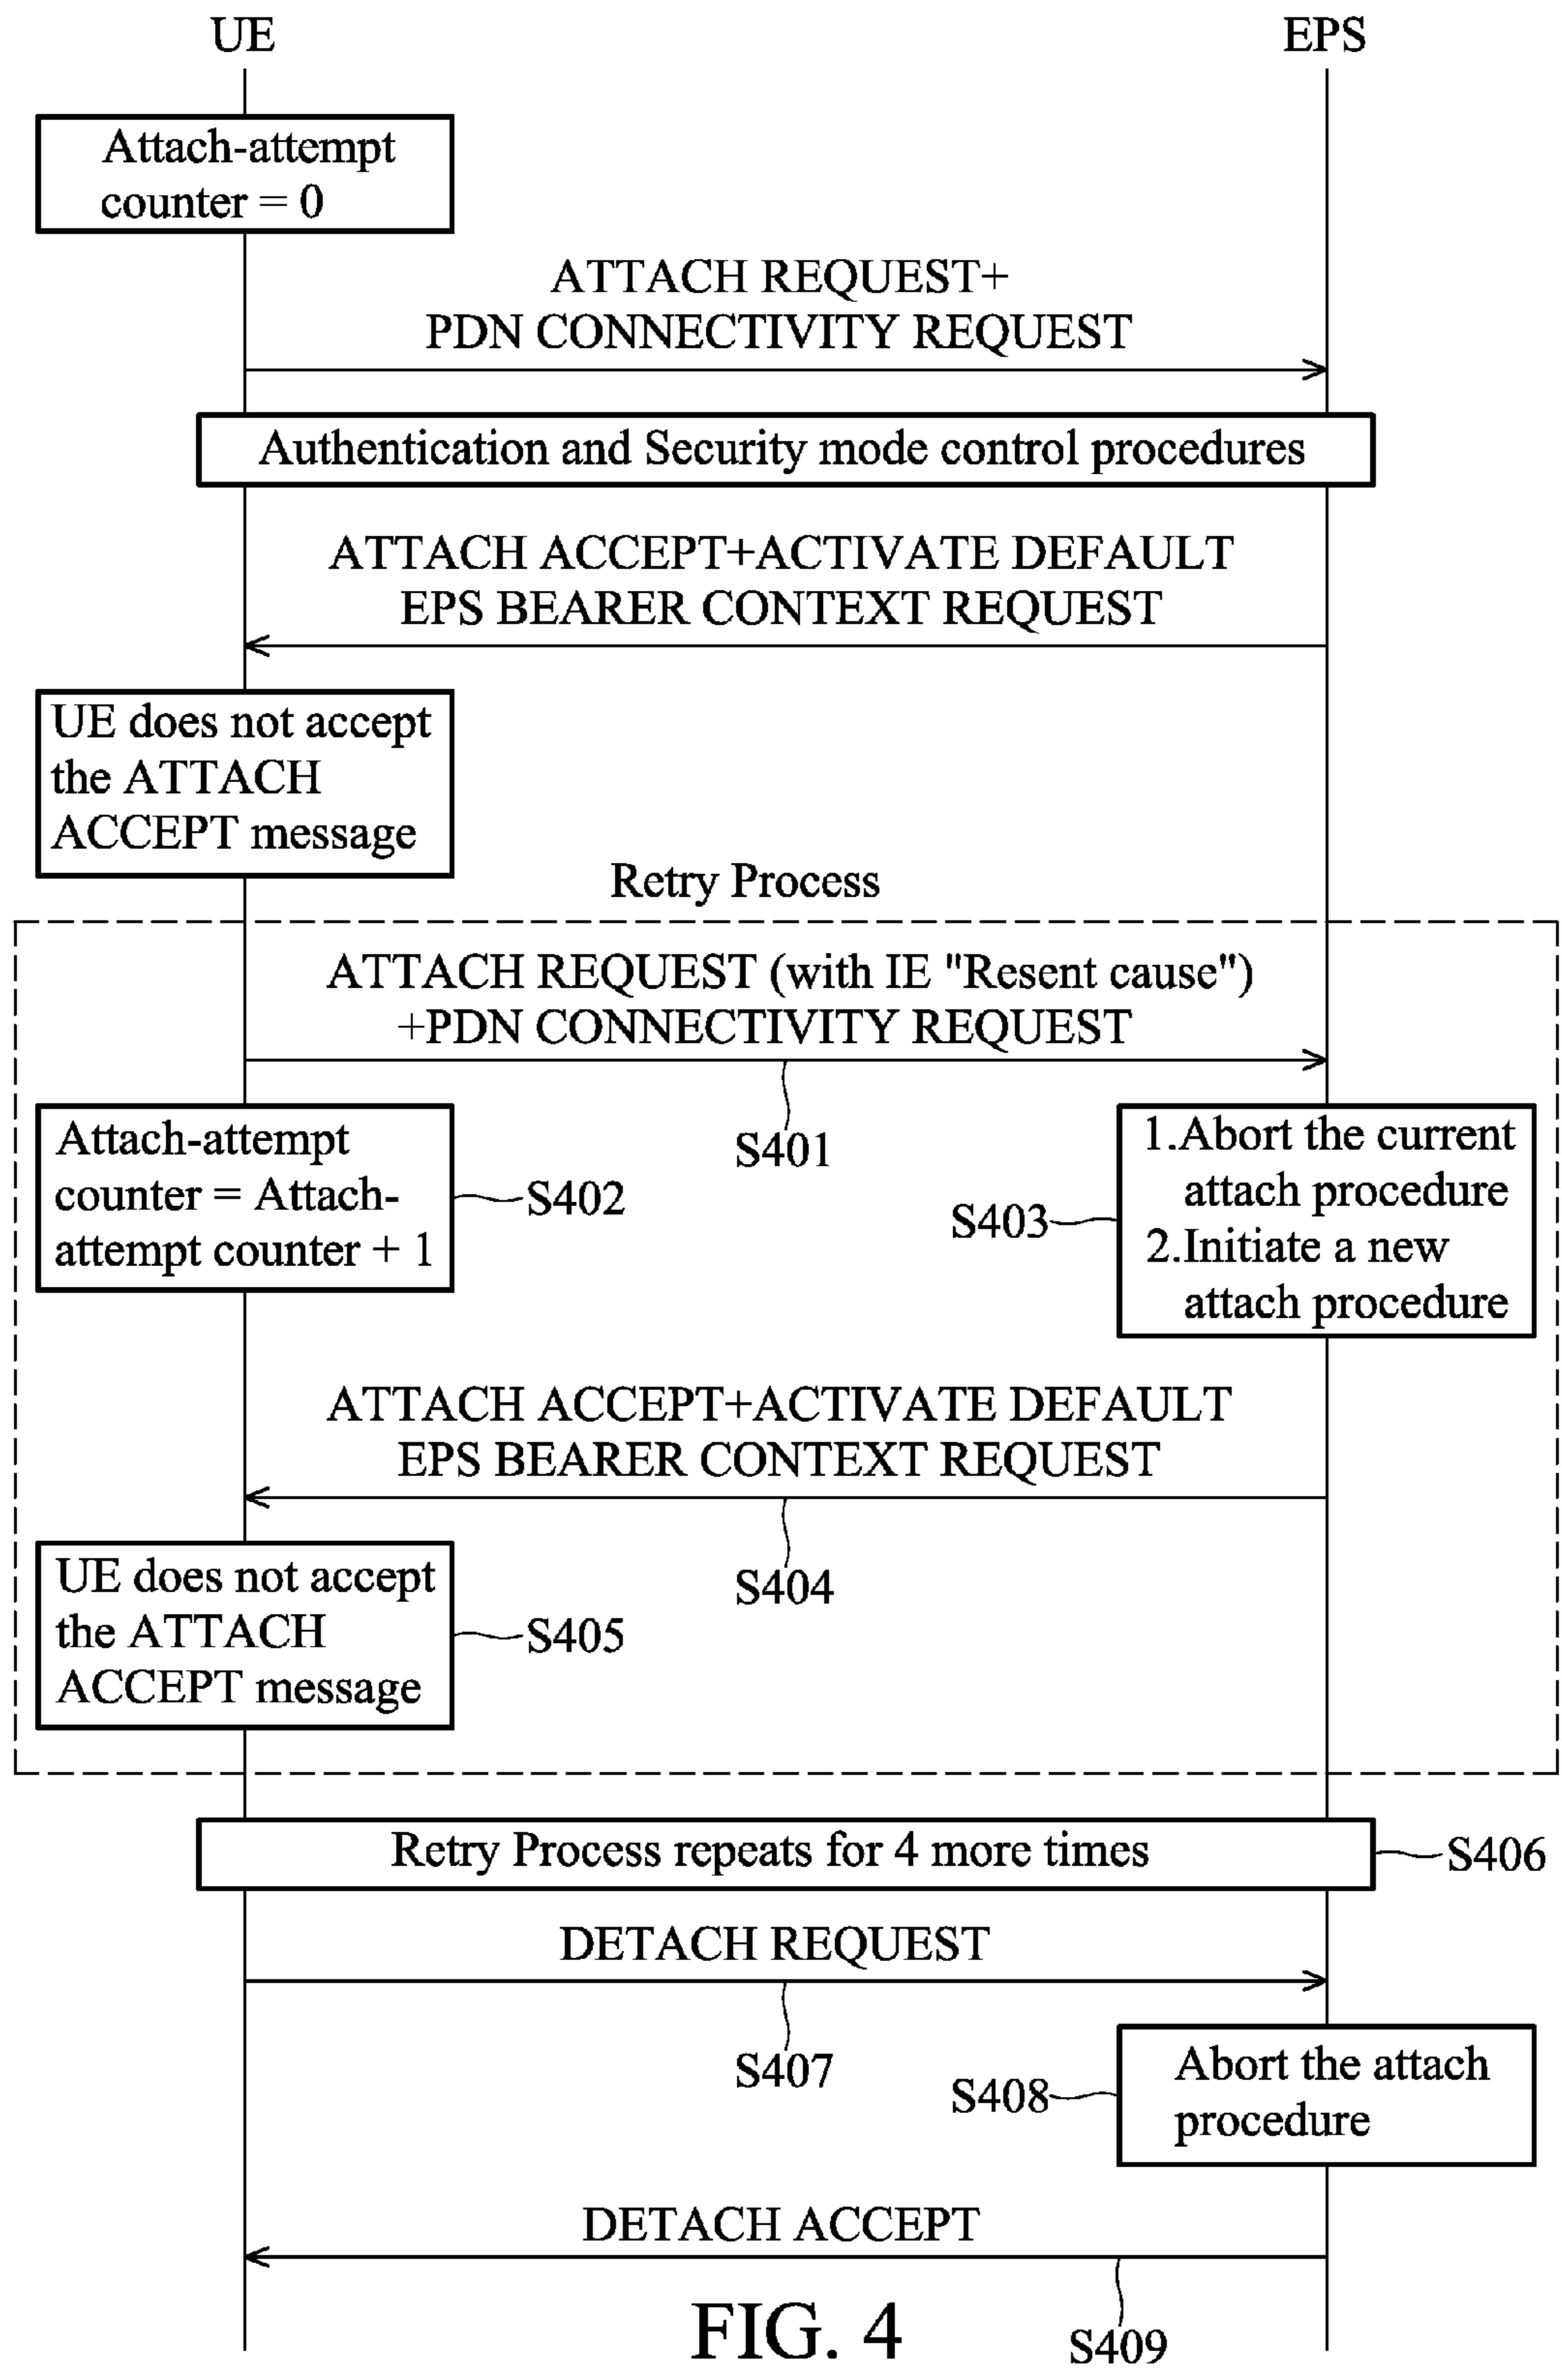 UE
EPS
Attach-attempt
counter = 0
ATTACH REQUEST+
PDN CONNECTIVITY REQUEST
Authentication and Security mode control procedures
ATTACH ACCEPT+ACTIVATE DEFAULT
EPS BEARER CONTEXT REQUEST
UE does not accept
the ATTACH
ACCEPT message
Retry Process
ATTACH REQUEST (with IE "Resent cause")
+PDN CONNECTIVITY REQUEST
S401
Attach-attempt
counter = Attach-
attempt counter + 1
S402
S403
1.Abort the current
attach procedure
2.Initiate a new
attach procedure
ATTACH ACCEPT+ACTIVATE DEFAULT
EPS BEARER CONTEXT REQUEST
S404
UE does not accept
the ATTACH
ACCEPT message
S405
Retry Process repeats for 4 more times
S406
DETACH REQUEST
S407
S408
Abort the attach
procedure
DETACH ACCEPT
S409
FIG. 4